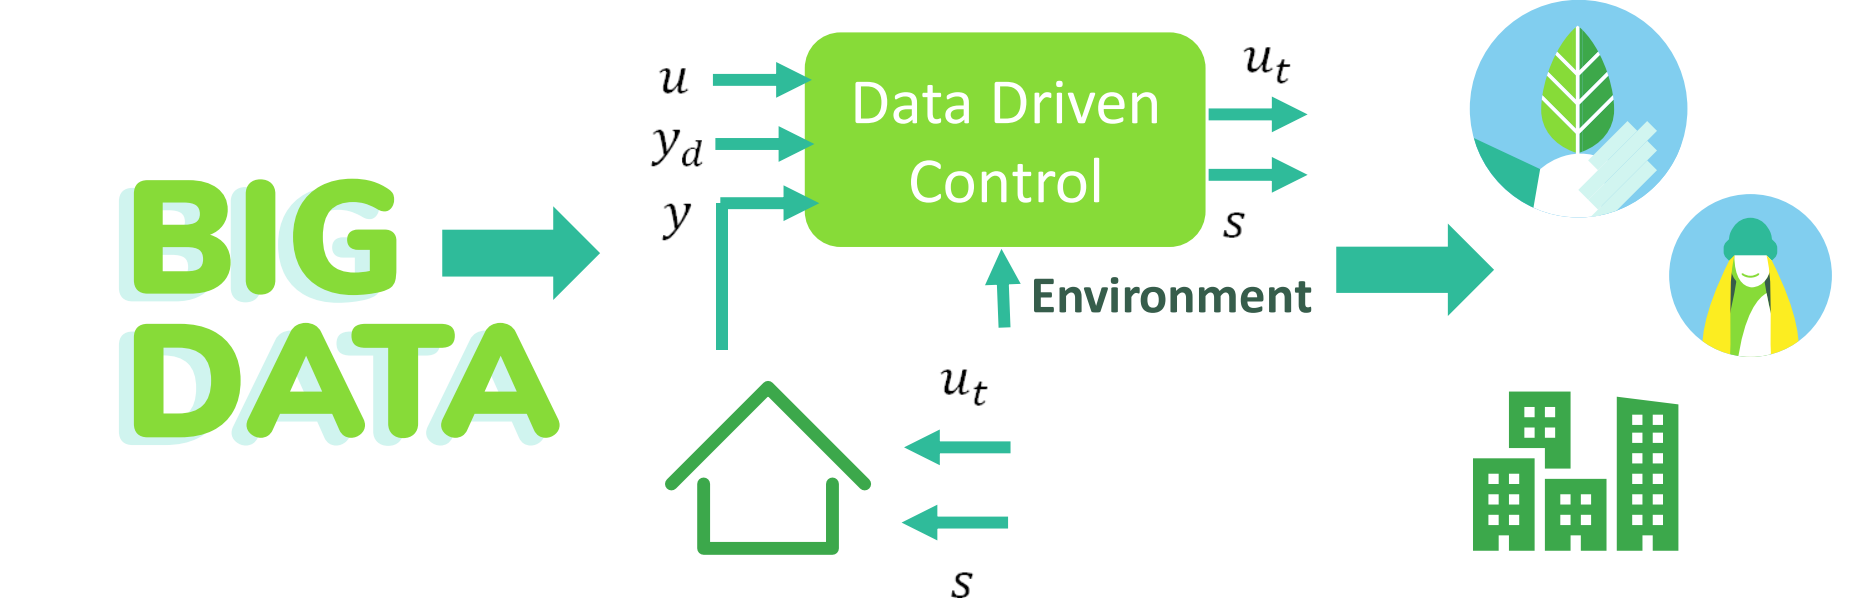 BIG
DATA
u
y_d
y
Data Driven
Control
u_t
s
Environment
u_t
s